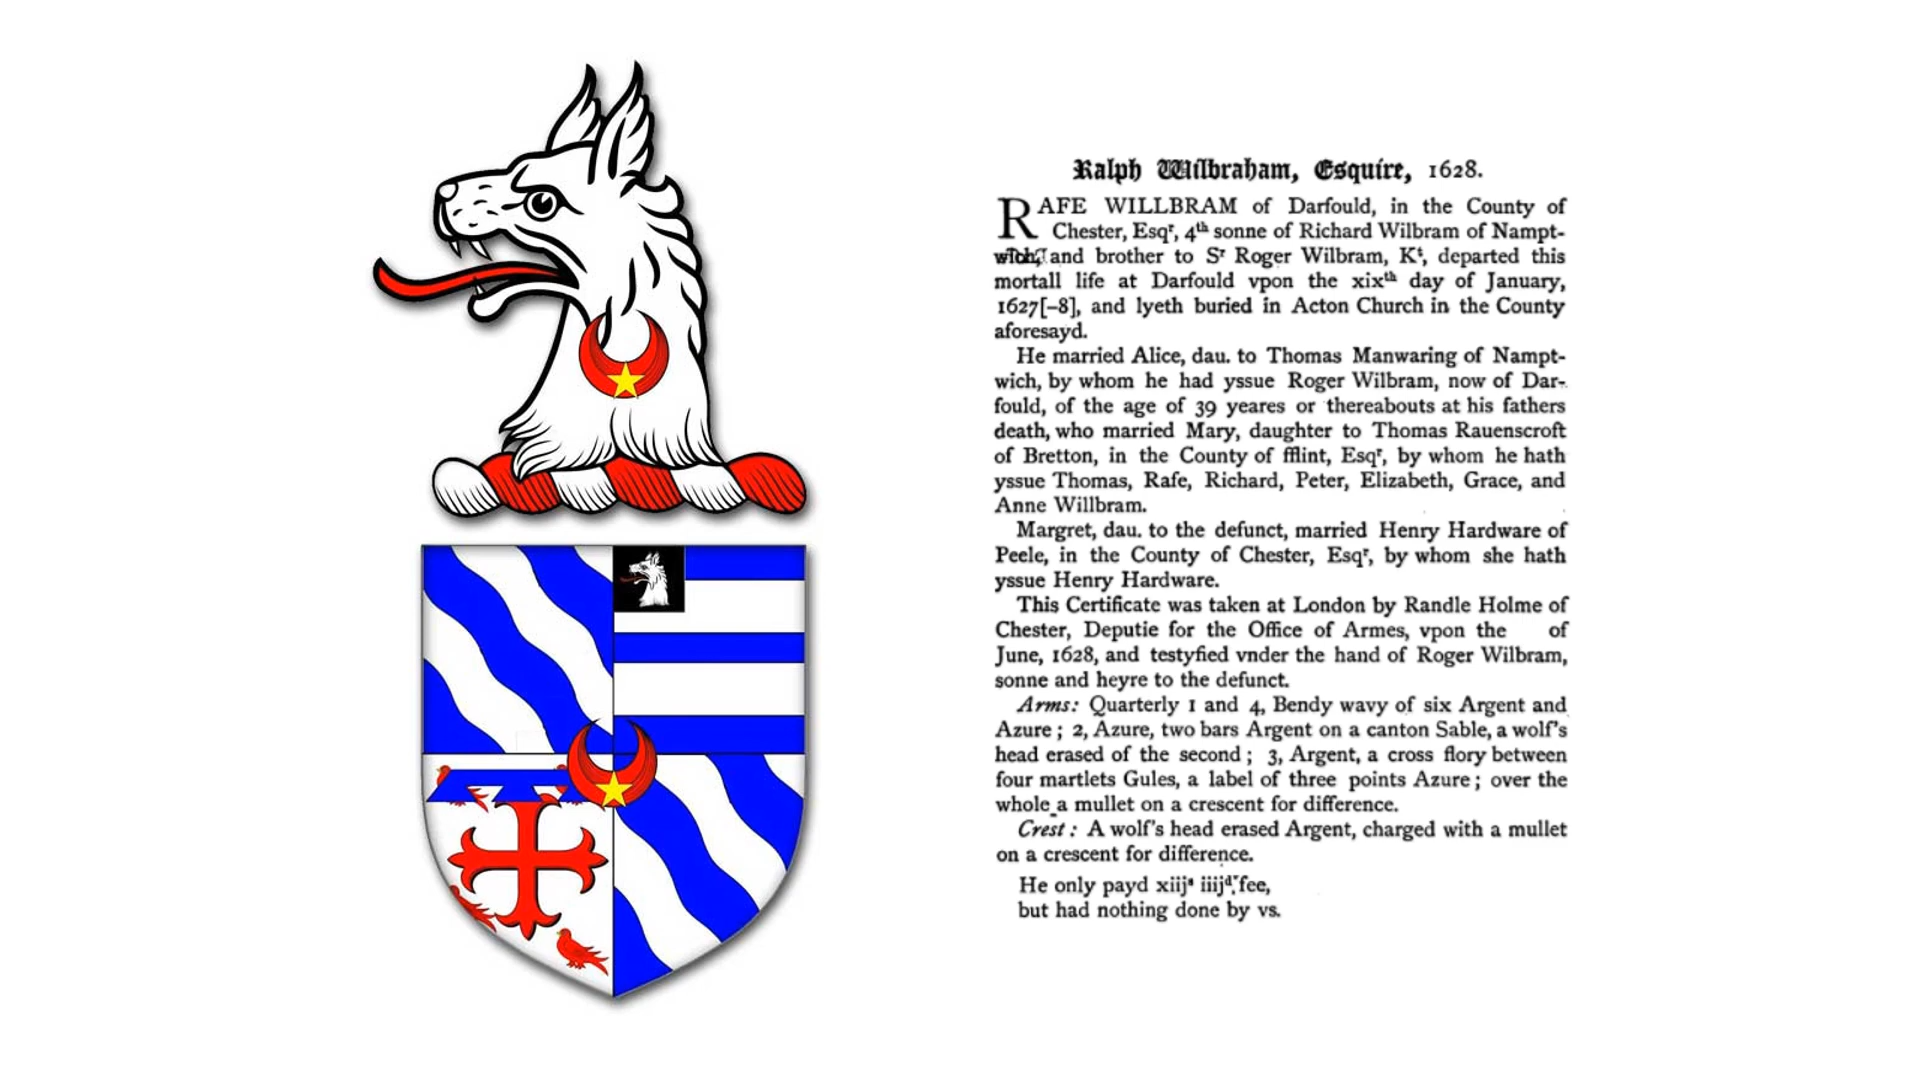 Ralph Wilbraham, Esquire, 1628.
RAFE WILLBRAM of Darfould, in the County of
Chester, Esqʳ, 4ᵗʰ sonne of Richard Wilbram of Nampt-
wich, and brother to Sʳ Roger Wilbram, Kᵗ, departed this
mortall life at Darfould vpon the xixᵗʰ day of January,
1627[-8], and lyeth buried in Acton Church in the County
aforesayd.
He married Alice, dau. to Thomas Manwaring of Nampt-
wich, by whom he had yssue Roger Wilbram, now of Dar-
fould, of the age of 39 yeares or thereabouts at his fathers
death, who married Mary, daughter to Thomas Rauenscroft
of Bretton, in the County of fflint, Esqʳ, by whom he hath
yssue Thomas, Rafe, Richard, Peter, Elizabeth, Grace, and
Anne Willbram.
Margret, dau. to the defunct, married Henry Hardware of
Peele, in the County of Chester, Esqʳ, by whom she hath
yssue Henry Hardware.
This Certificate was taken at London by Randle Holme of
Chester, Deputie for the Office of Armes, vpon the of
June, 1628, and testyfied vnder the hand of Roger Wilbram,
sonne and heyre to the defunct.
Arms: Quarterly 1 and 4, Bendy wavy of six Argent and
Azure; 2, Azure, two bars Argent on a canton Sable, a wolf's
head erased of the second; 3, Argent, a cross flory between
four martlets Gules, a label of three points Azure; over the
whole a mullet on a crescent for difference.
Crest: A wolf's head erased Argent, charged with a mullet
on a crescent for difference.
He only payd xiijˢ iiijᵈ fee,
but had nothing done by vs.